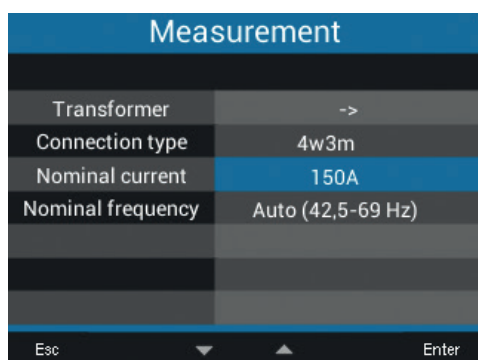 Measurement
Transformer ->
Connection type 4w3m
Nominal current 150A
Nominal frequency Auto (42,5-69 Hz)
Esc Enter